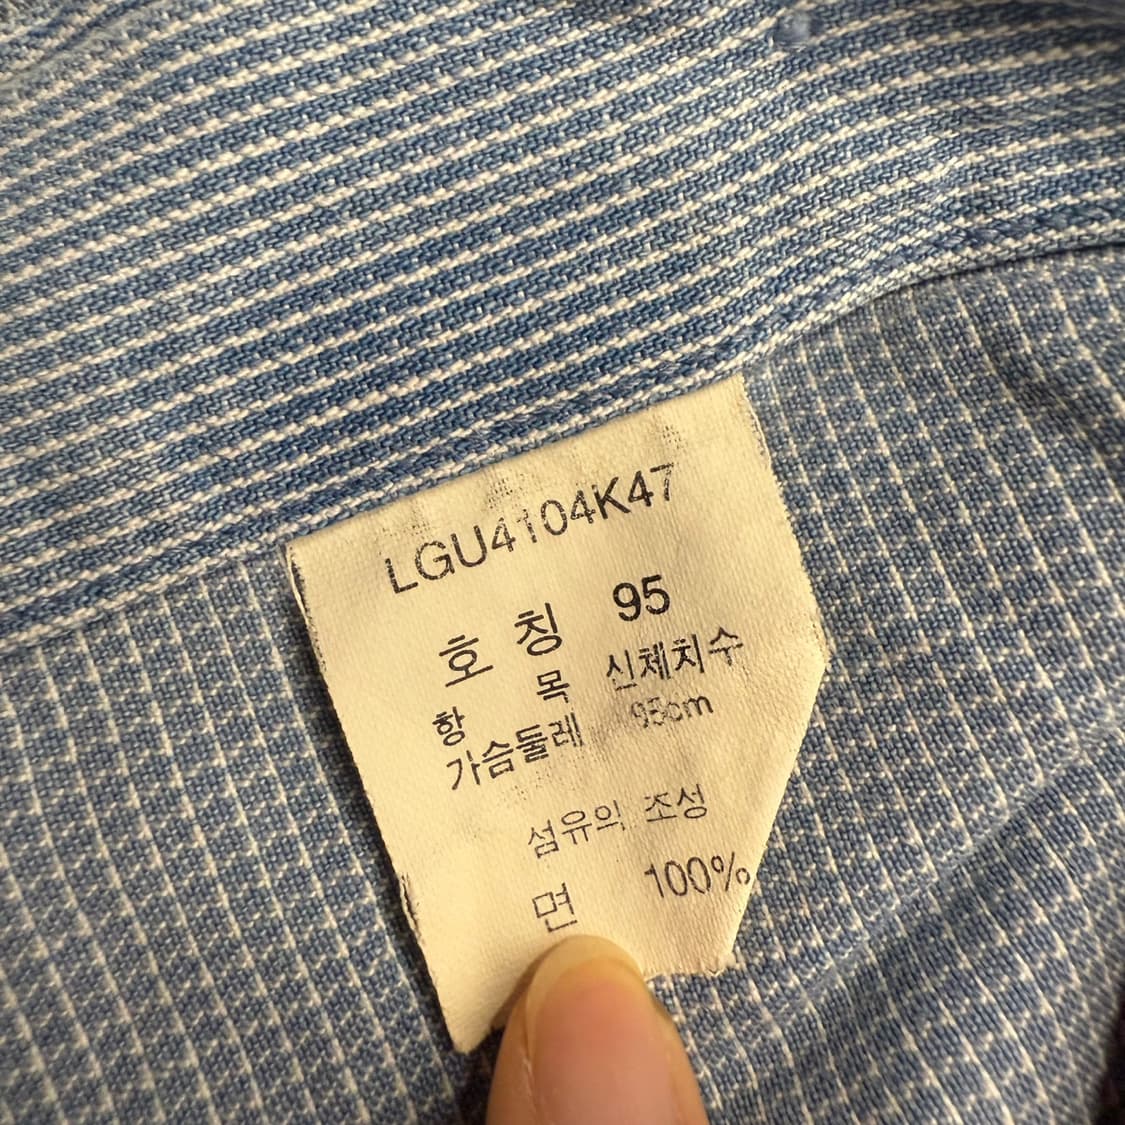 LGU4104K47
호 칭 95
항 목 신체치수
가슴둘레 95cm
섬유의 조성
면 100%